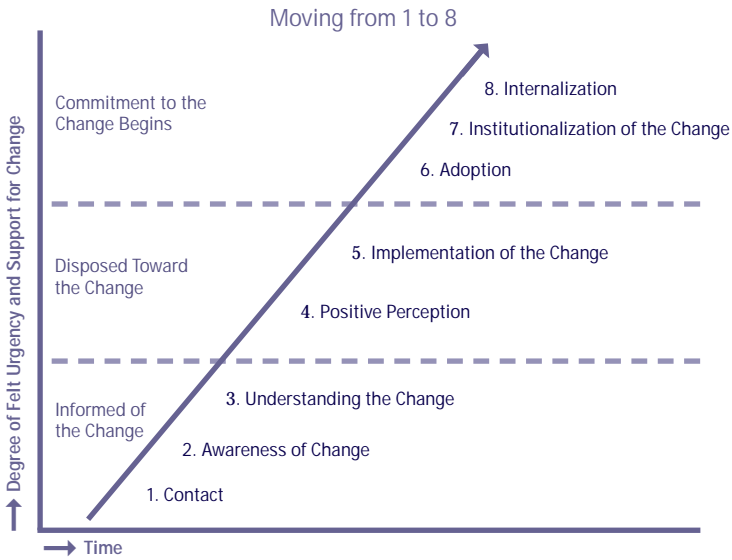 Moving from 1 to 8
Degree of Felt Urgency and Support for Change
Commitment to the
Change Begins
8. Internalization
7. Institutionalization of the Change
6. Adoption
Disposed Toward
the Change
5. Implementation of the Change
4. Positive Perception
Informed of
the Change
3. Understanding the Change
2. Awareness of Change
1. Contact
Time